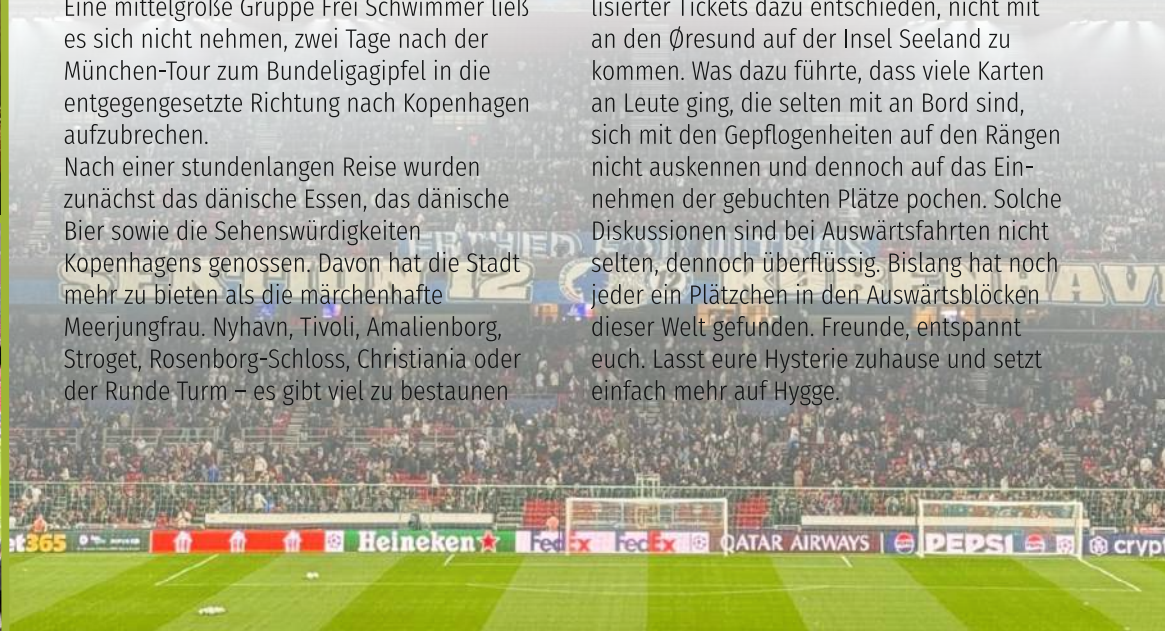 Eine mittelgroße Gruppe Frei Schwimmer ließ
es sich nicht nehmen, zwei Tage nach der
München-Tour zum Bundeligagipfel in die
entgegengesetzte Richtung nach Kopenhagen
aufzubrechen.
Nach einer stundenlangen Reise wurden
zunächst das dänische Essen, das dänische
Bier sowie die Sehenswürdigkeiten
Kopenhagens genossen. Davon hat die Stadt
mehr zu bieten als die märchenhafte
Meerjungfrau. Nyhavn, Tivoli, Amalienborg,
Stroget, Rosenborg-Schloss, Christiania oder
der Runde Turm – es gibt viel zu bestaunen
lisierter Tickets dazu entschieden, nicht mit
an den Øresund auf der Insel Seeland zu
kommen. Was dazu führte, dass viele Karten
an Leute ging, die selten mit an Bord sind,
sich mit den Gepflogenheiten auf den Rängen
nicht auskennen und dennoch auf das Ein-
nehmen der gebuchten Plätze pochen. Solche
Diskussionen sind bei Auswärtsfahrten nicht
selten, dennoch überflüssig. Bislang hat noch
jeder ein Plätzchen in den Auswärtsblöcken
dieser Welt gefunden. Freunde, entspannt
euch. Lasst eure Hysterie zuhause und setzt
einfach mehr auf Hygge.
SEKTION 12
et365 Heineken FedEx FedEx QATAR AIRWAYS PEPSI crypt